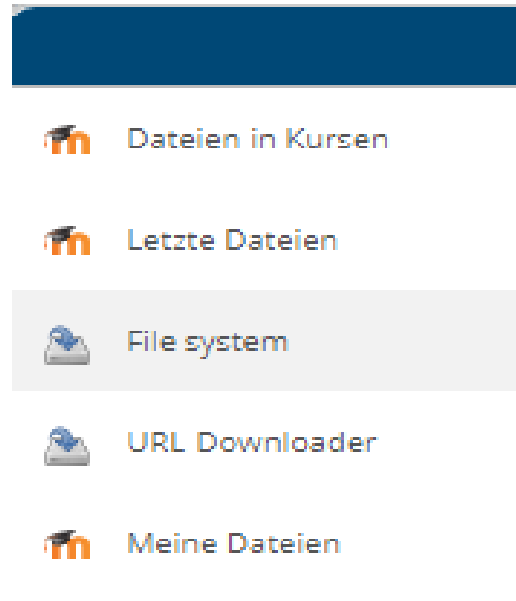 Dateien in Kursen
Letzte Dateien
File system
URL Downloader
Meine Dateien